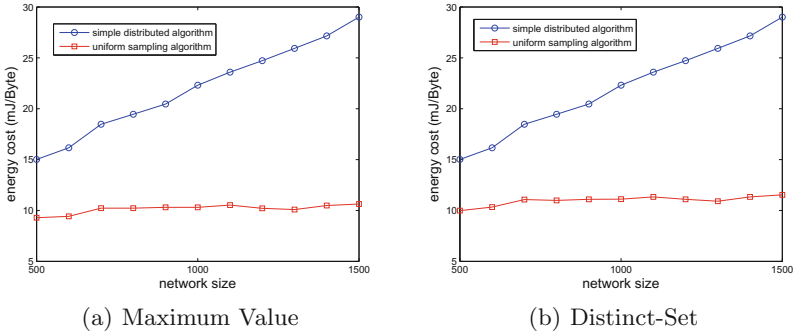 30
25
20
15
10
5
500
1000
1500
energy cost (mJ/Byte)
network size
simple distributed algorithm
uniform sampling algorithm
(a) Maximum Value
30
25
20
15
10
5
500
1000
1500
energy cost (mJ/Byte)
network size
simple distributed algorithm
uniform sampling algorithm
(b) Distinct-Set